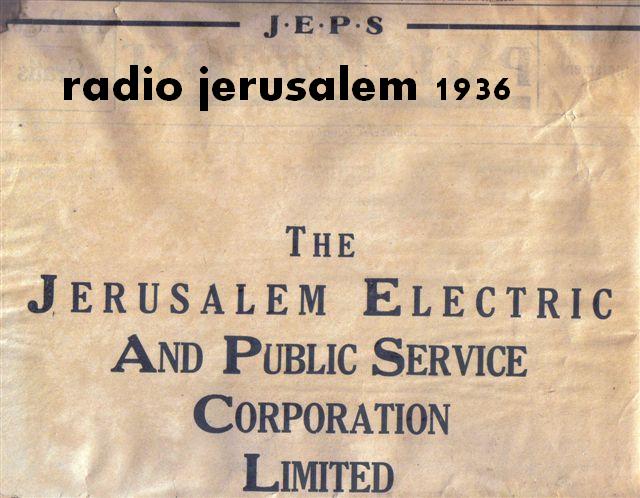 J·E·P·S
radio jerusalem 1936
THE
JERUSALEM ELECTRIC
AND PUBLIC SERVICE
CORPORATION
LIMITED